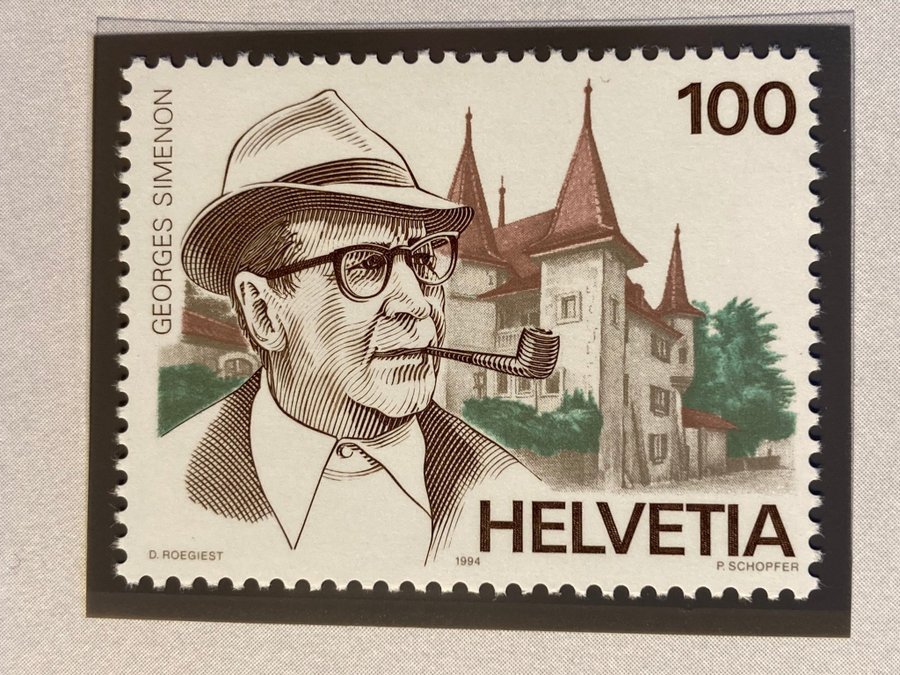 GEORGES SIMENON
100
HELVETIA
D. ROEGIEST
1994
P. SCHOPFER